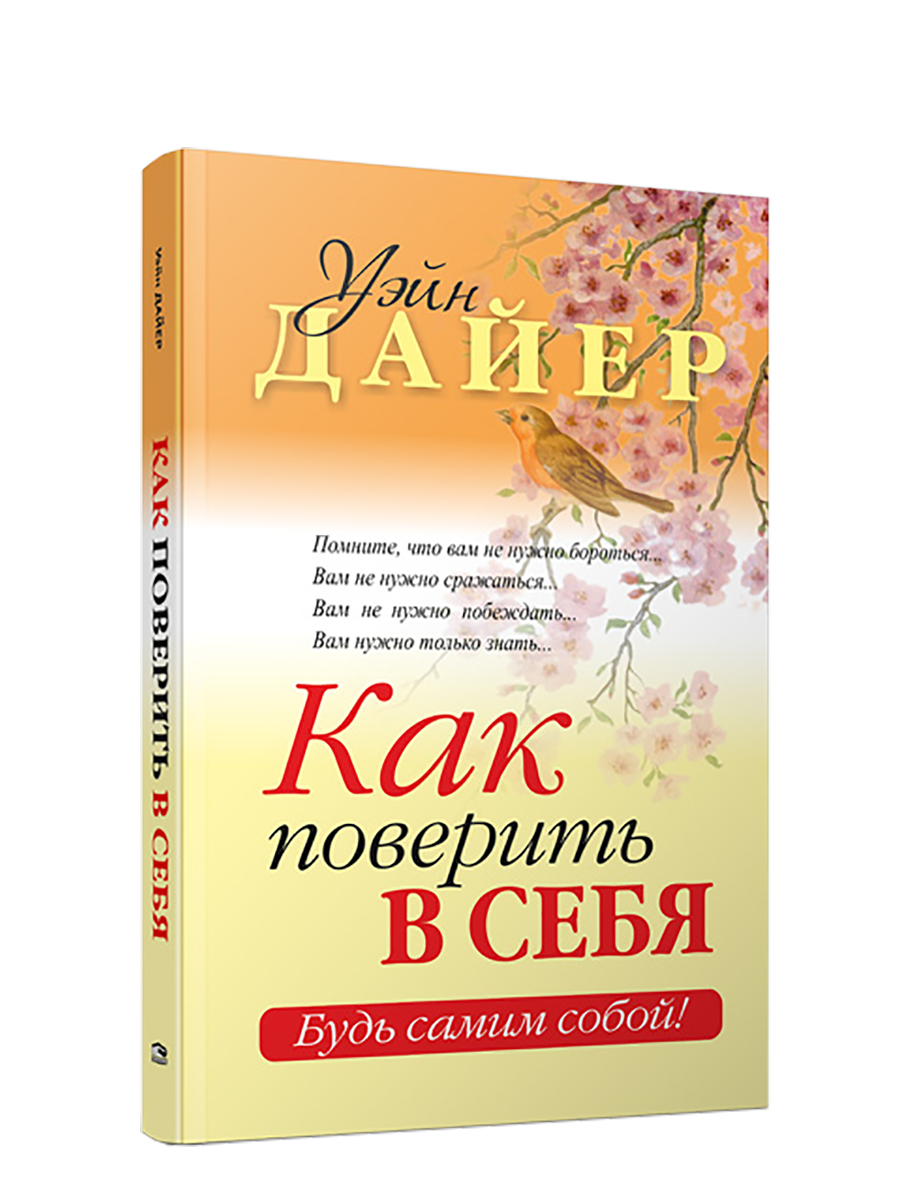 Уэйн
ДАЙЕР
Помните, что вам не нужно бороться...
Вам не нужно сражаться...
Вам не нужно побеждать...
Вам нужно только знать...
Как
поверить
В СЕБЯ
Будь самим собой!
Уэйн ДАЙЕР
КАК ПОВЕРИТЬ В СЕБЯ